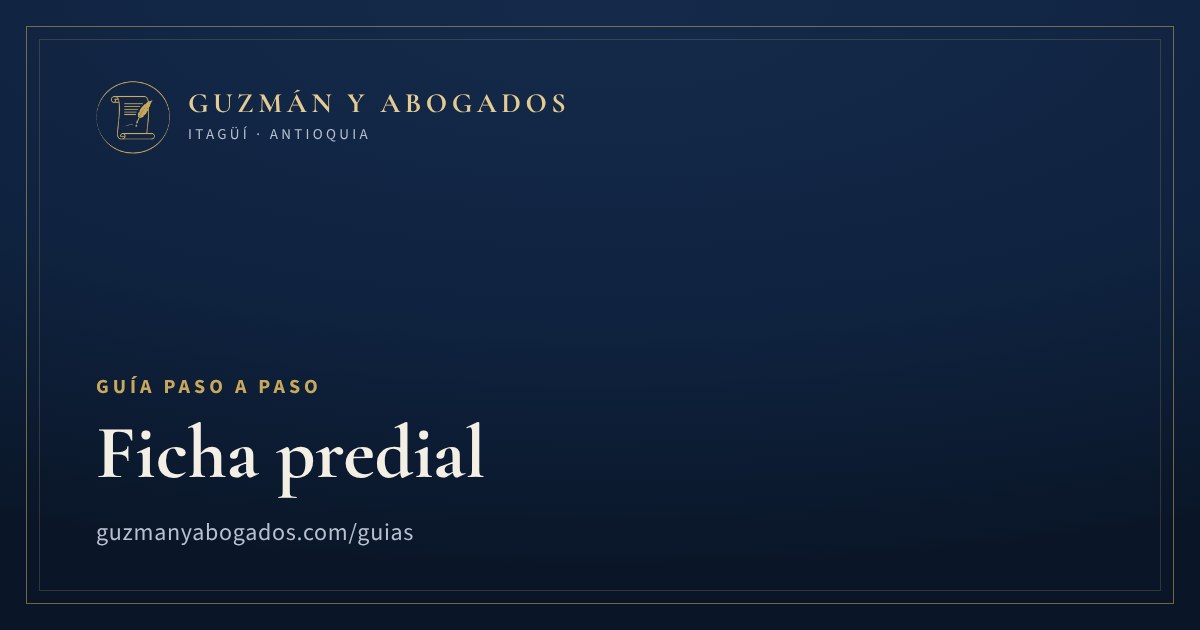 GUZMÁN Y ABOGADOS
ITAGÜÍ · ANTIOQUIA
GUÍA PASO A PASO
Ficha predial
guzmanyabogados.com/guias